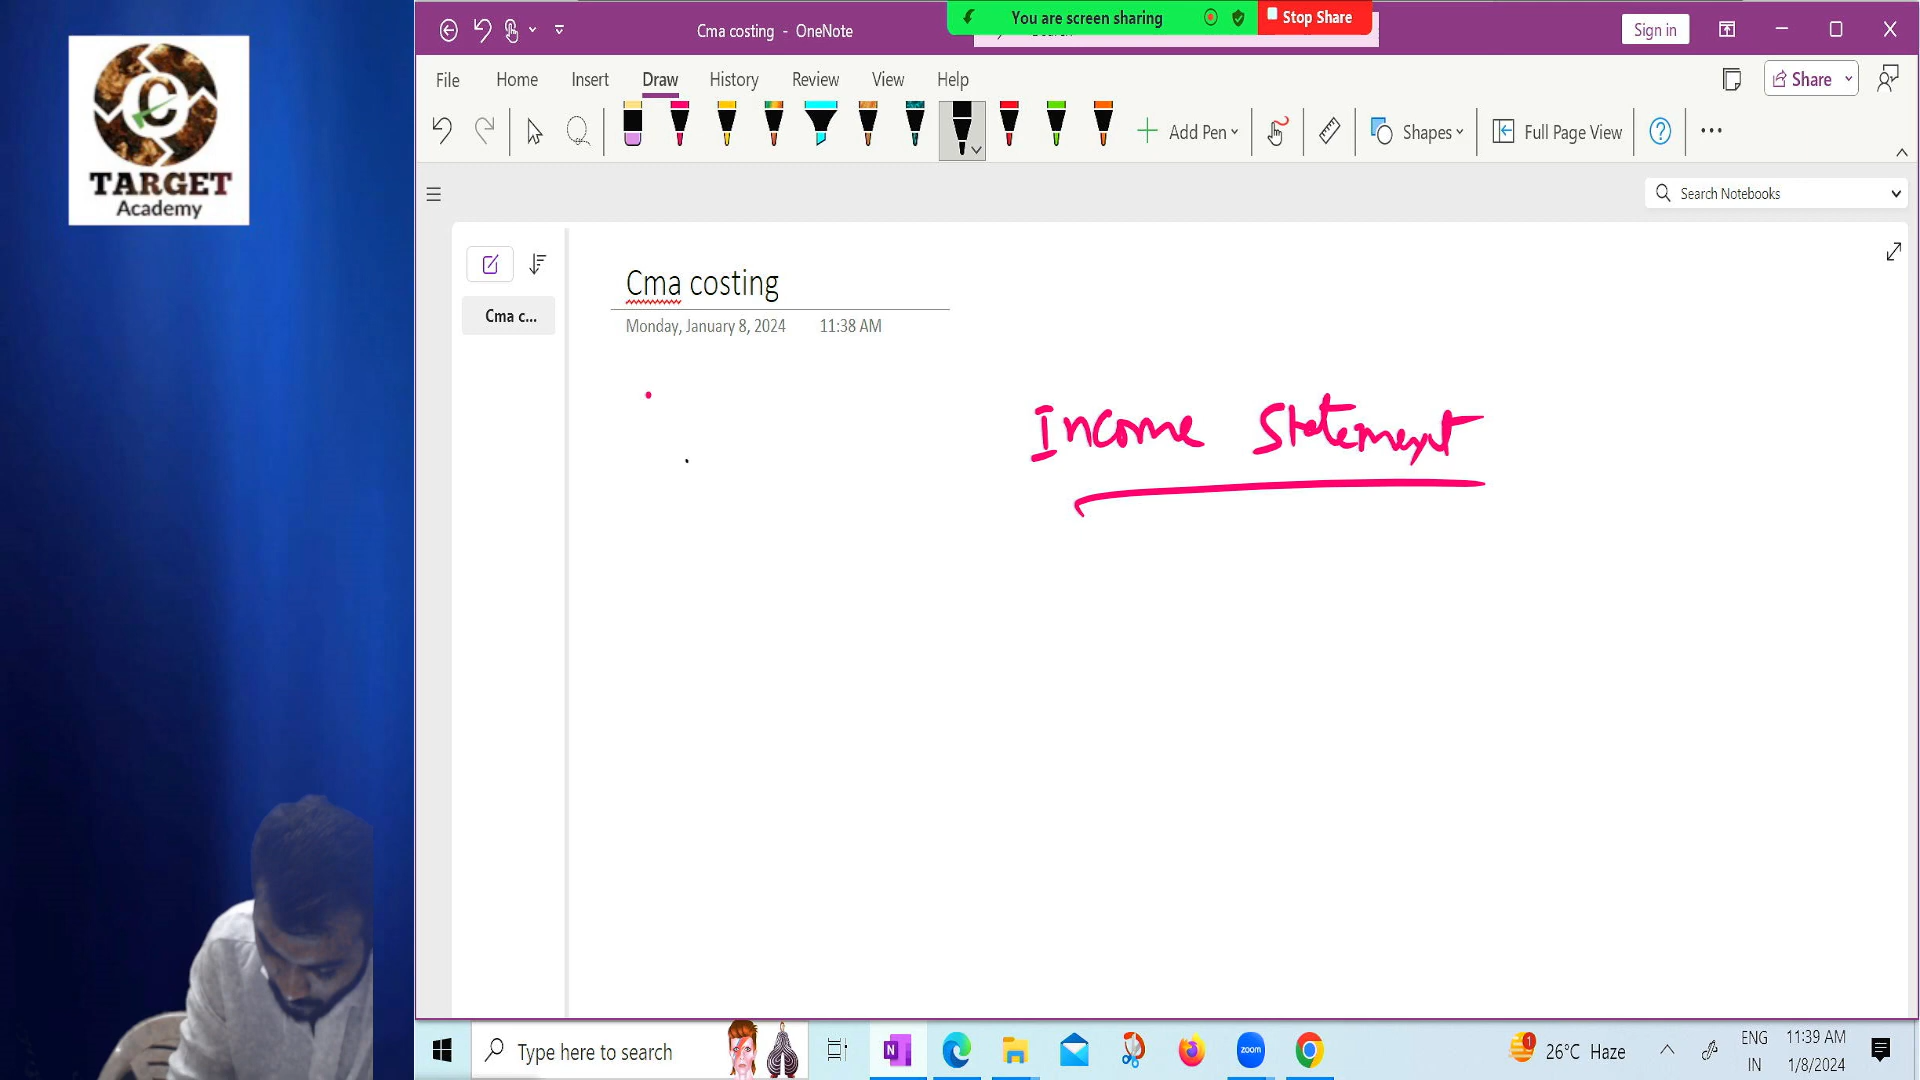 TARGET
Academy
Cma costing - OneNote
You are screen sharing
Stop Share
Sign in
File Home Insert Draw History Review View Help
Share
Add Pen
Shapes
Full Page View
Search Notebooks
Cma c...
Cma costing
Monday, January 8, 2024 11:38 AM
Income Statement
Type here to search
zoom
1
26°C Haze
ENG
IN
11:39 AM
1/8/2024